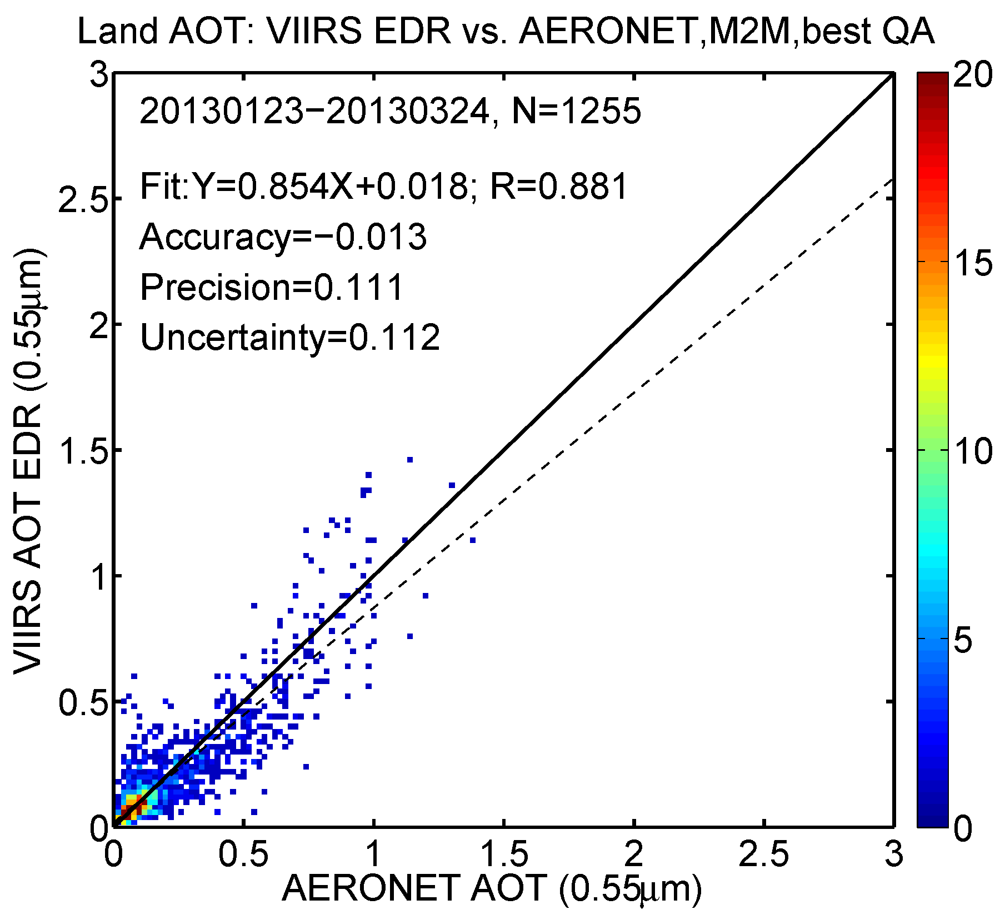 Land AOT: VIIRS EDR vs. AERONET,M2M,best QA
20130123−20130324, N=1255
Fit:Y=0.854X+0.018; R=0.881
Accuracy=−0.013
Precision=0.111
Uncertainty=0.112
VIIRS AOT EDR (0.55μm)
3
2.5
2
1.5
1
0.5
0
0 0.5 1 1.5 2 2.5 3
AERONET AOT (0.55μm)
20
15
10
5
0